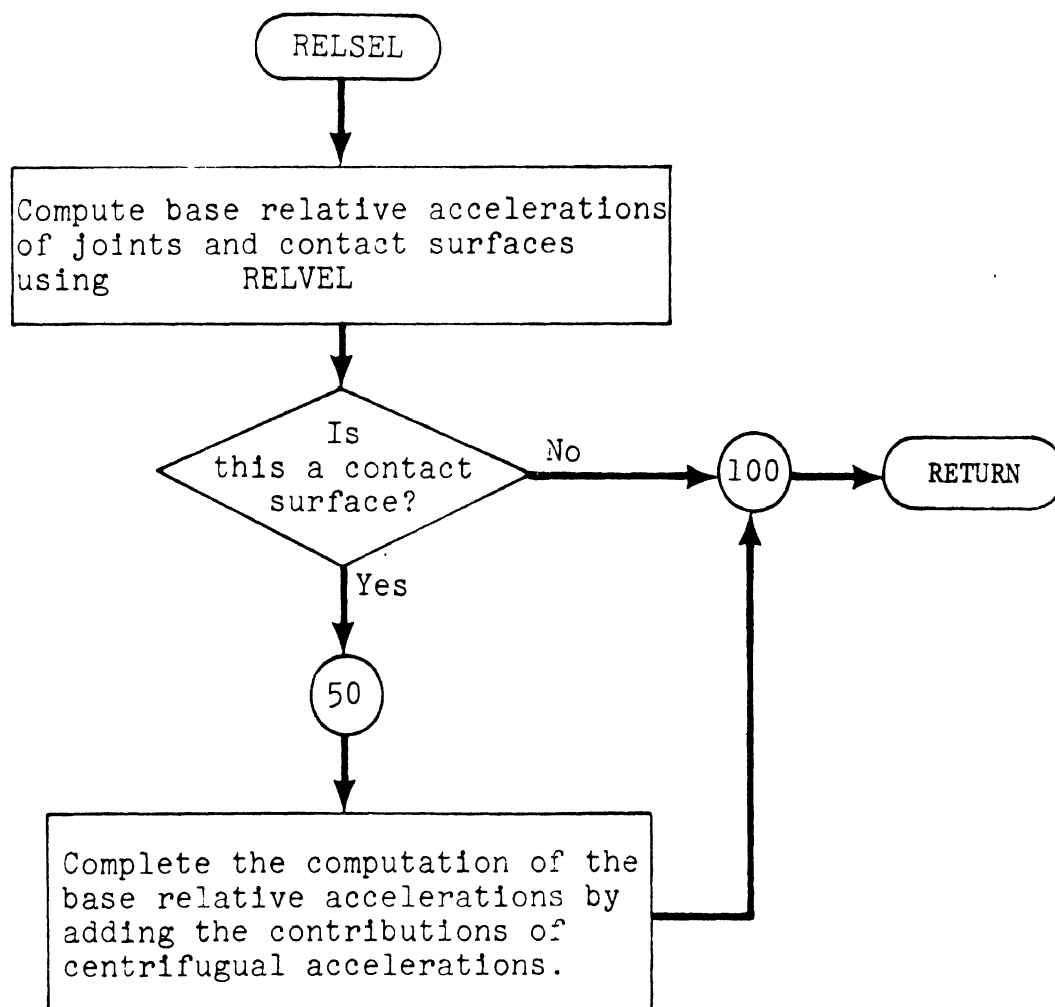 RELSEL
Compute base relative accelerations
of joints and contact surfaces
using RELVEL
Is
this a contact
surface?
No
100
RETURN
Yes
50
Complete the computation of the
base relative accelerations by
adding the contributions of
centrifugual accelerations.